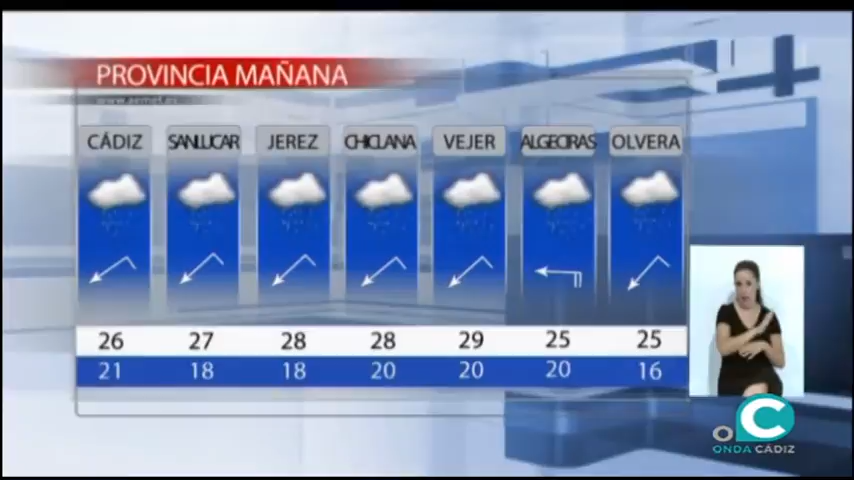 PROVINCIA MAÑANA
www.aemet.es
CÁDIZ SANLUCAR JEREZ CHICLANA VEJER ALGECIRAS OLVERA
26 27 28 28 29 25 25
21 18 18 20 20 20 16
ONDA CÁDIZ